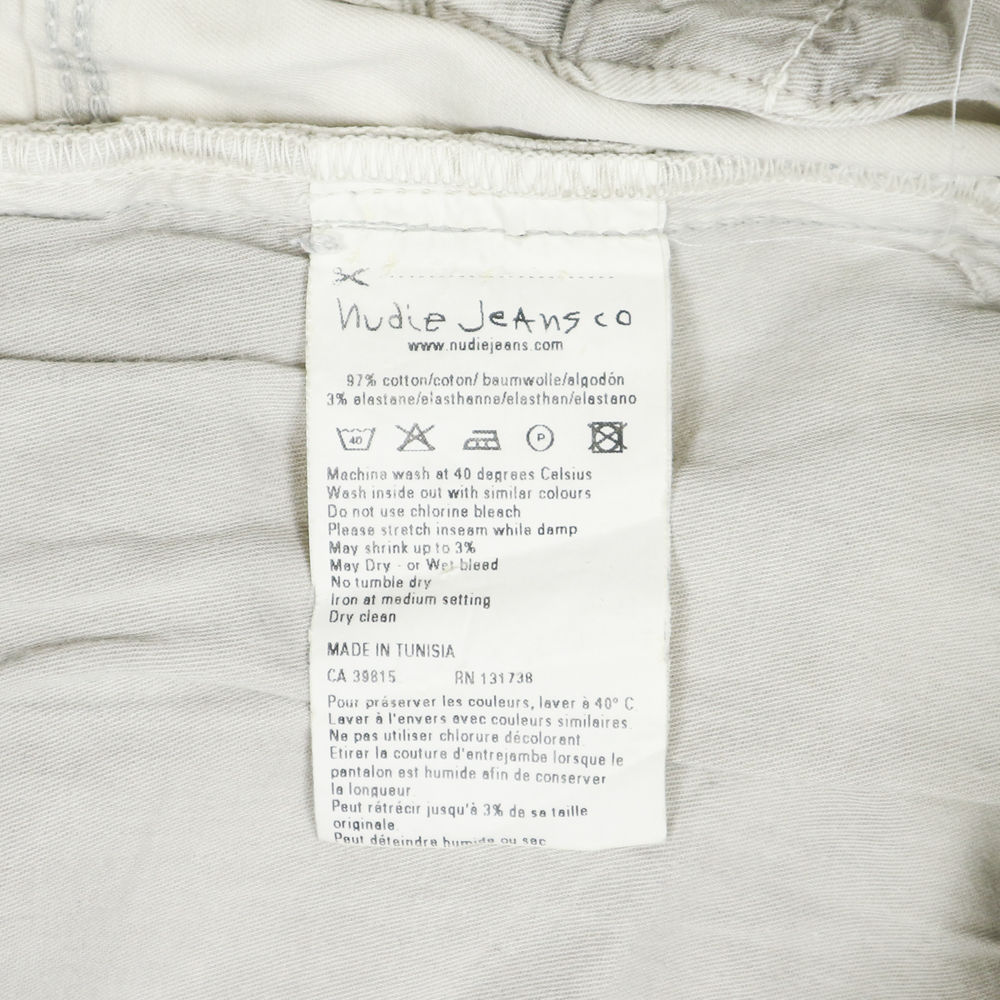 Nudie Jeans co
www.nudiejeans.com
97% cotton/coton/ baumwolle/algodón
3% elastane/elasthanne/elasthan/elastano
40 P
Machine wash at 40 degrees Celsius
Wash inside out with similar colours
Do not use chlorine bleach
Please stretch inseam while damp
May shrink up to 3%
May Dry - or Wet bleed
No tumble dry
Iron at medium setting
Dry clean
MADE IN TUNISIA
CA 39815 RN 131738
Pour préserver les couleurs, laver à 40° C
Laver à l'envers avec couleurs similaires.
Ne pas utiliser chlorure décolorant.
Etirer la couture d'entrejambe lorsque le
pantalon est humide afin de conserver
la longueur
Peut rétrécir jusqu'à 3% de sa taille
originale.
Peut déteindre humide ou sec